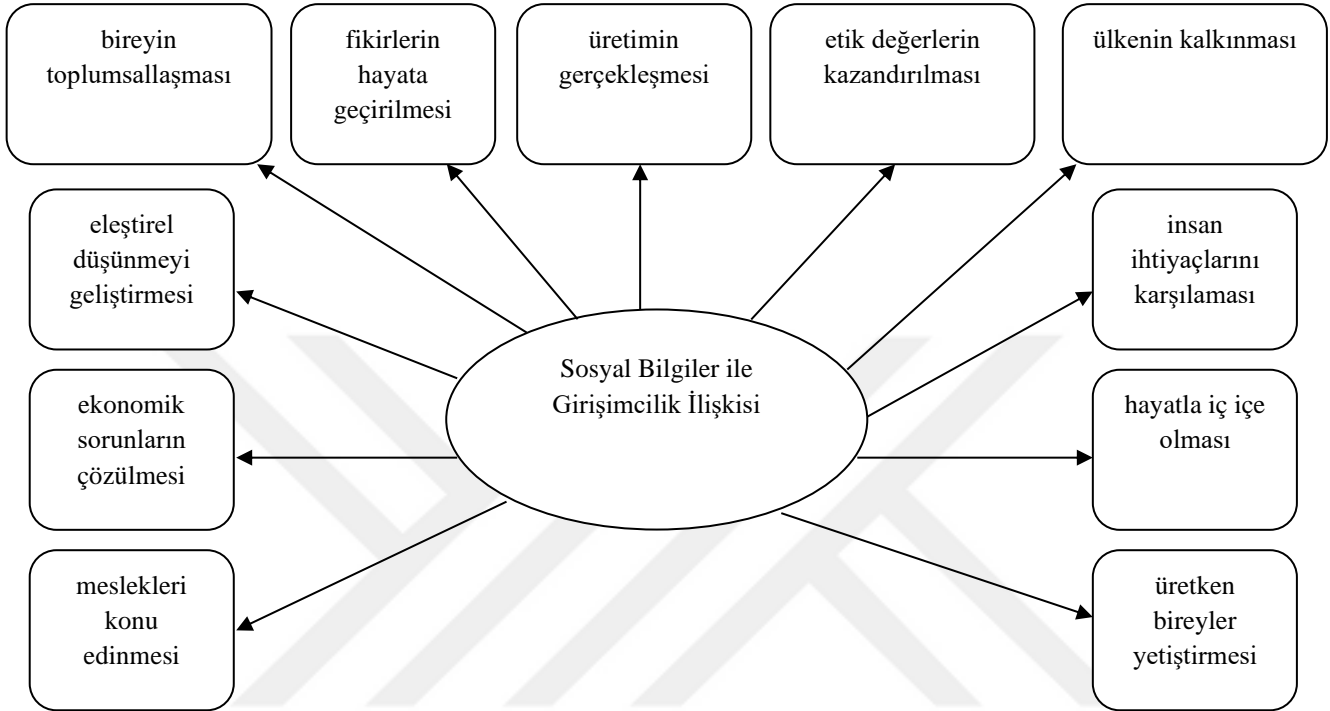 bireyin
toplumsallaşması
fikirlerin
hayata
geçirilmesi
üretimin
gerçekleşmesi
etik değerlerin
kazandırılması
ülkenin kalkınması
eleştirel
düşünmeyi
geliştirmesi
insan
ihtiyaçlarını
karşılaması
Sosyal Bilgiler ile
Girişimcilik İlişkisi
ekonomik
sorunların
çözülmesi
hayatla iç içe
olması
meslekleri
konu
edinmesi
üretken
bireyler
yetiştirmesi